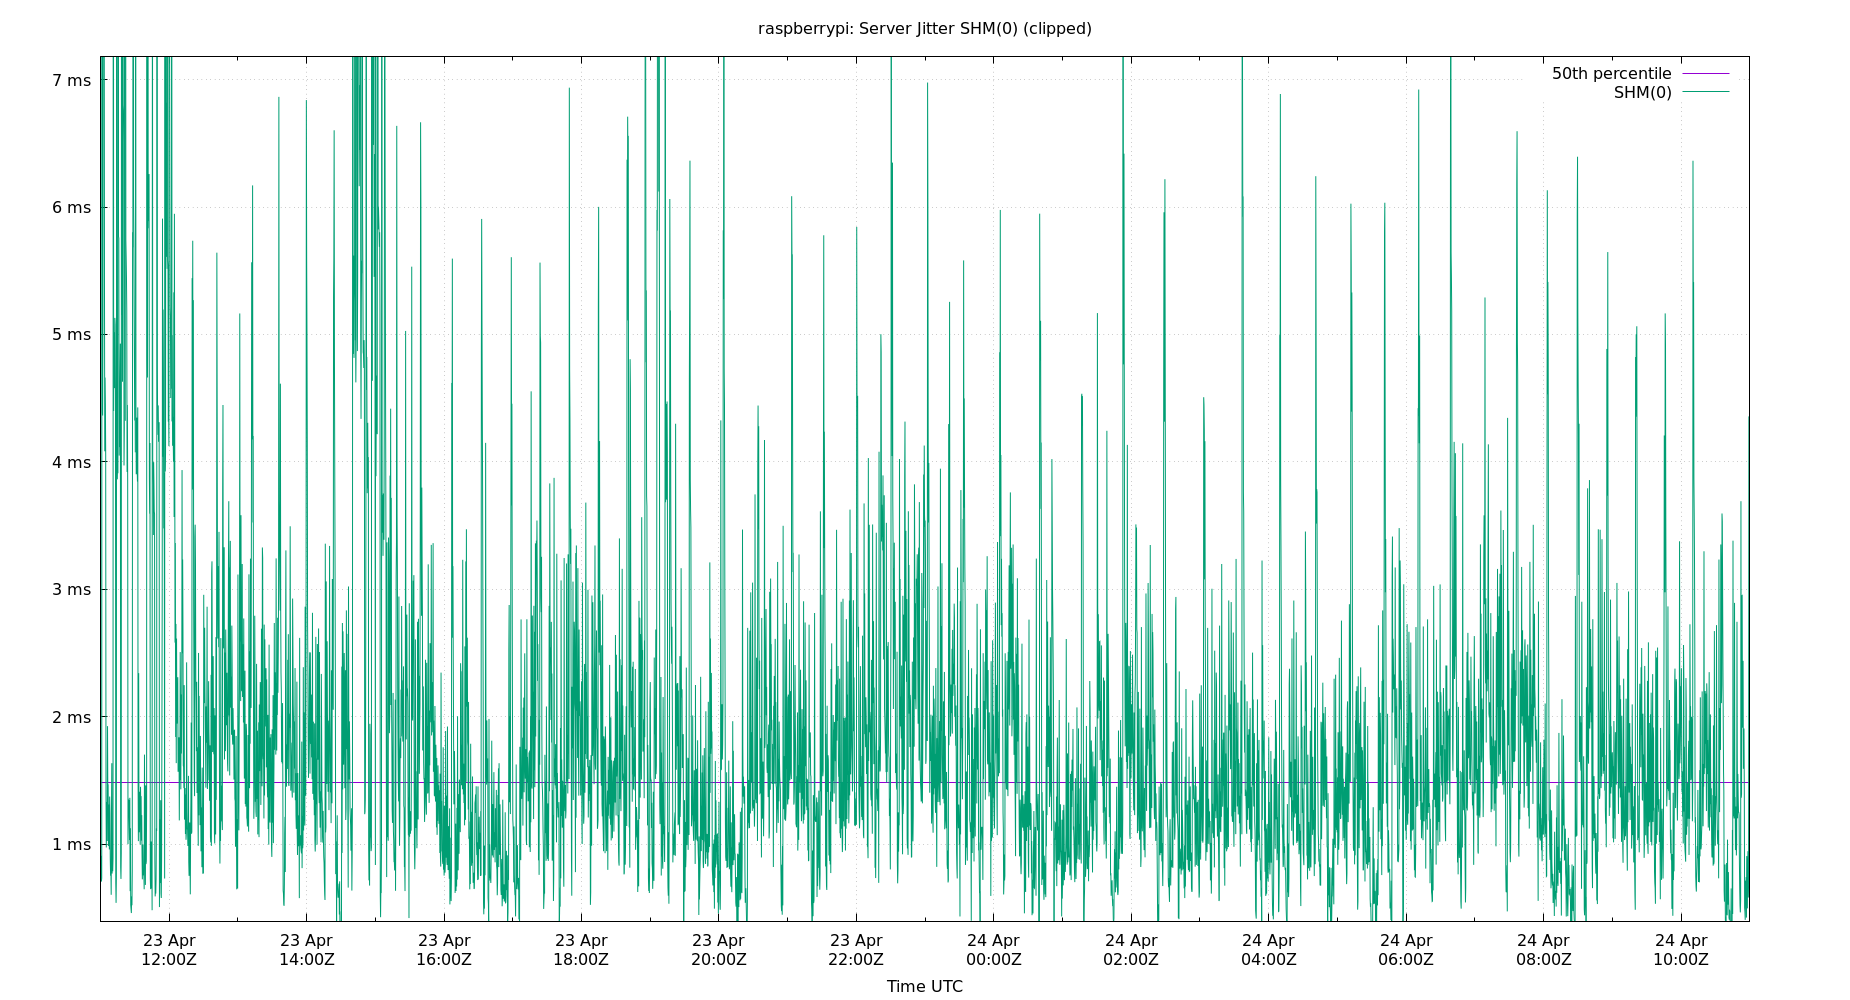 raspberrypi: Server Jitter SHM(0) (clipped)
7 ms
6 ms
5 ms
4 ms
3 ms
2 ms
1 ms
50th percentile
SHM(0)
23 Apr 12:00Z
23 Apr 14:00Z
23 Apr 16:00Z
23 Apr 18:00Z
23 Apr 20:00Z
23 Apr 22:00Z
24 Apr 00:00Z
24 Apr 02:00Z
24 Apr 04:00Z
24 Apr 06:00Z
24 Apr 08:00Z
24 Apr 10:00Z
Time UTC